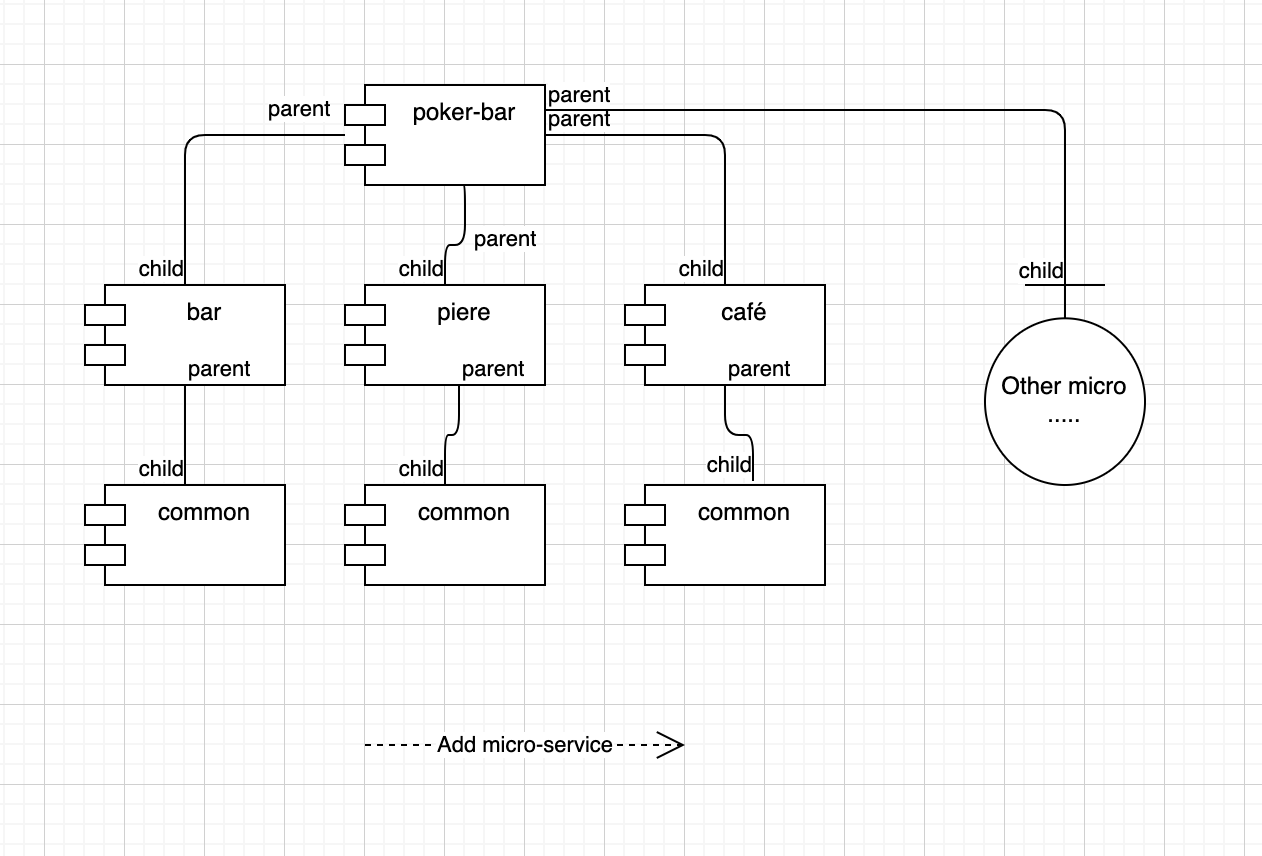 parent
poker-bar
parent
parent
parent
child
child
child
child
bar
piere
café
parent
parent
parent
Other micro
.....
child
child
child
common
common
common
Add micro-service